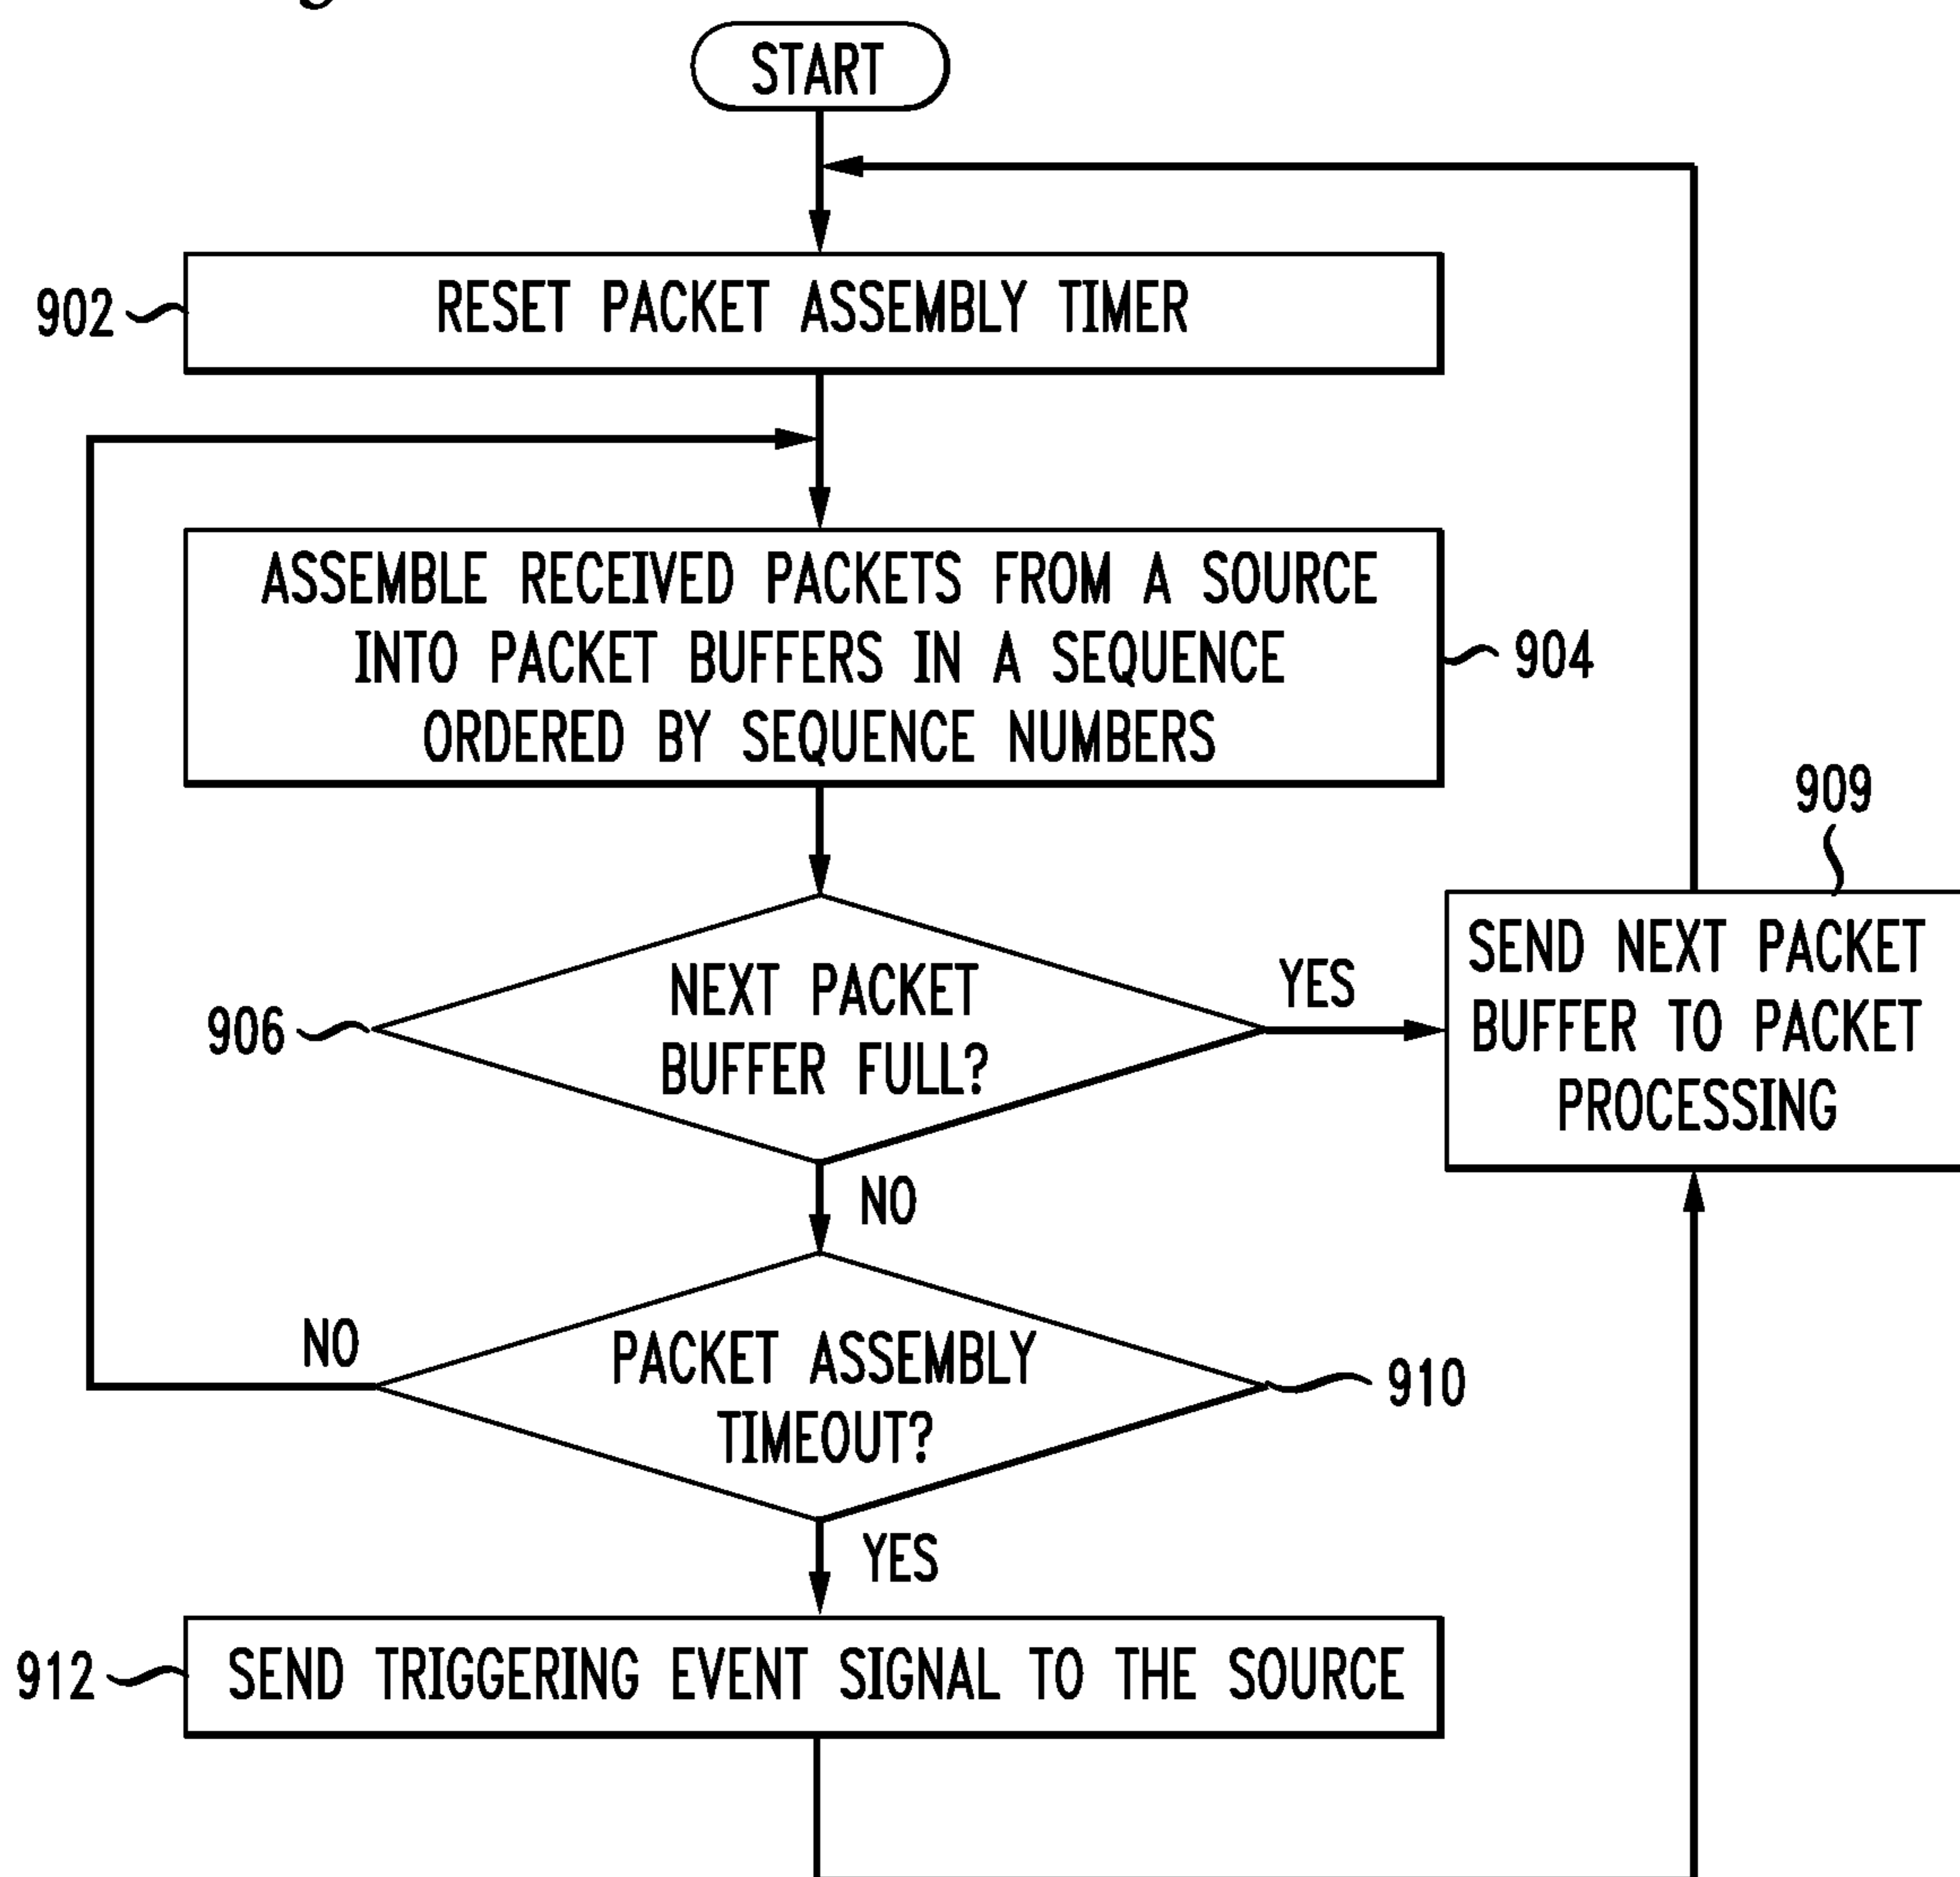 START
902
RESET PACKET ASSEMBLY TIMER
ASSEMBLE RECEIVED PACKETS FROM A SOURCE
INTO PACKET BUFFERS IN A SEQUENCE
ORDERED BY SEQUENCE NUMBERS
904
906
NEXT PACKET
BUFFER FULL?
YES
NO
909
SEND NEXT PACKET
BUFFER TO PACKET
PROCESSING
PACKET ASSEMBLY
TIMEOUT?
NO
910
YES
912
SEND TRIGGERING EVENT SIGNAL TO THE SOURCE